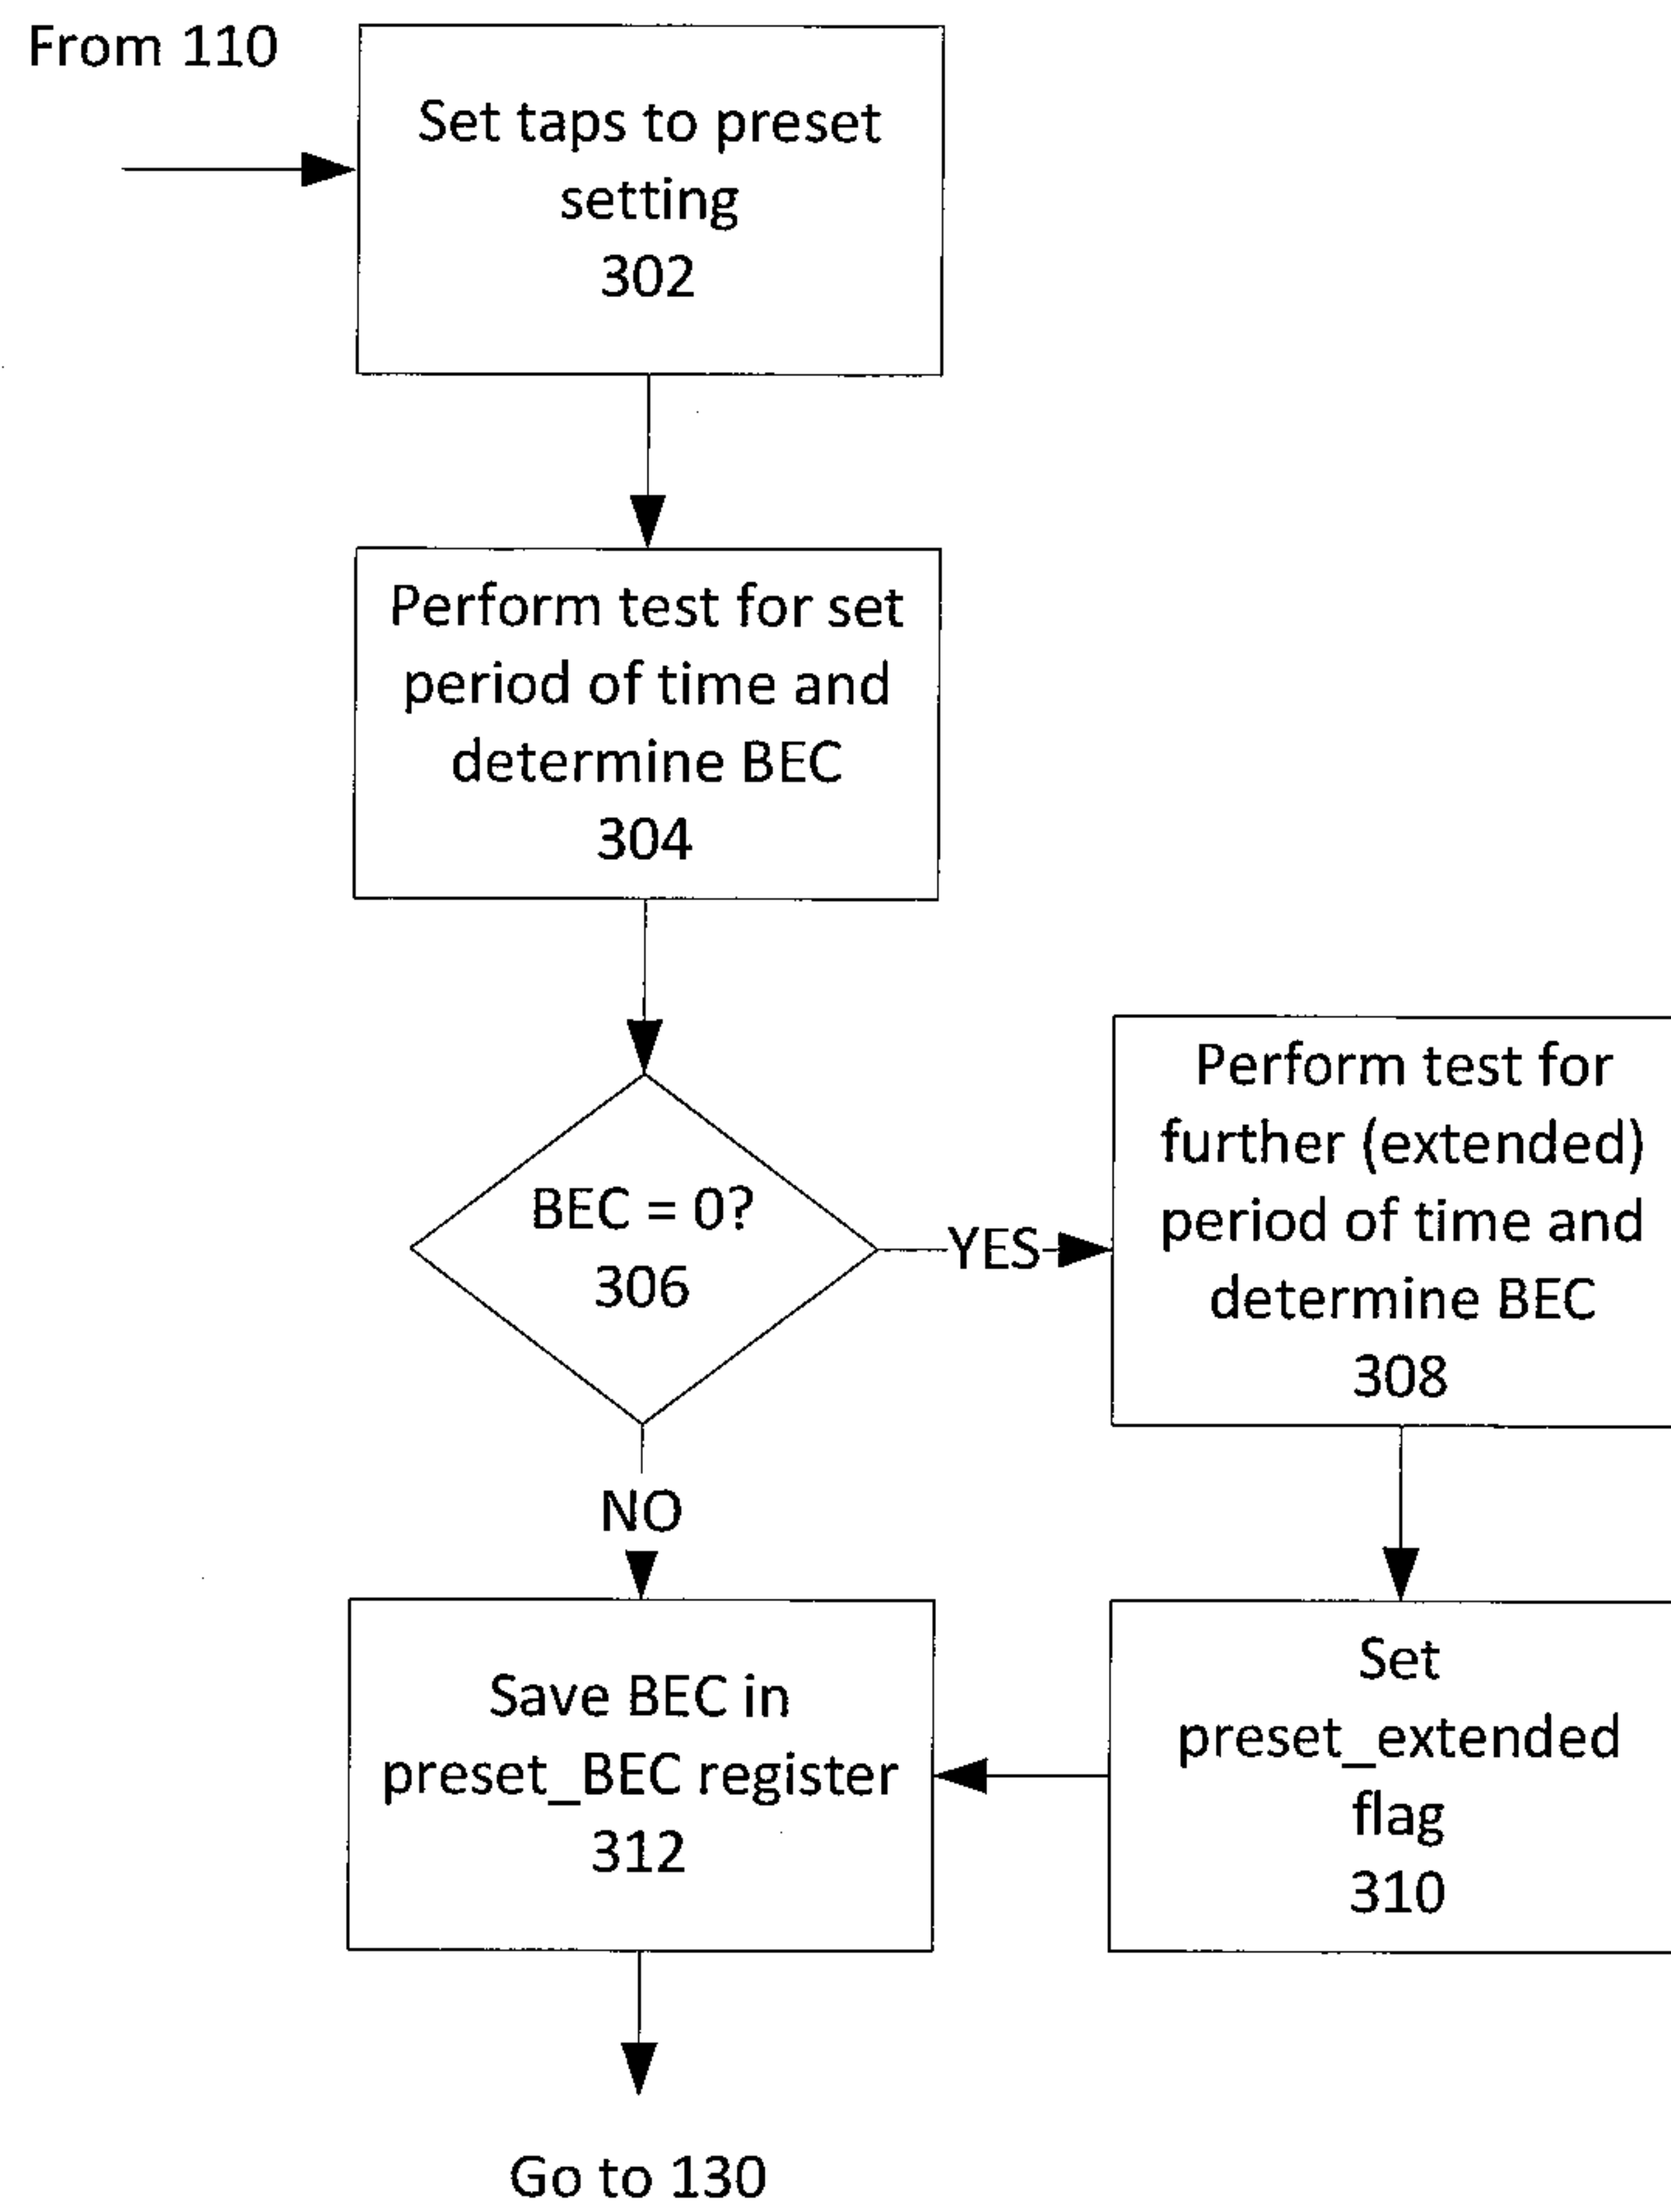 From 110
Set taps to preset
setting
302
Perform test for set
period of time and
determine BEC
304
BEC = 0?
306
YES
Perform test for
further (extended)
period of time and
determine BEC
308
NO
Set
preset_extended
flag
310
Save BEC in
preset_BEC register
312
Go to 130